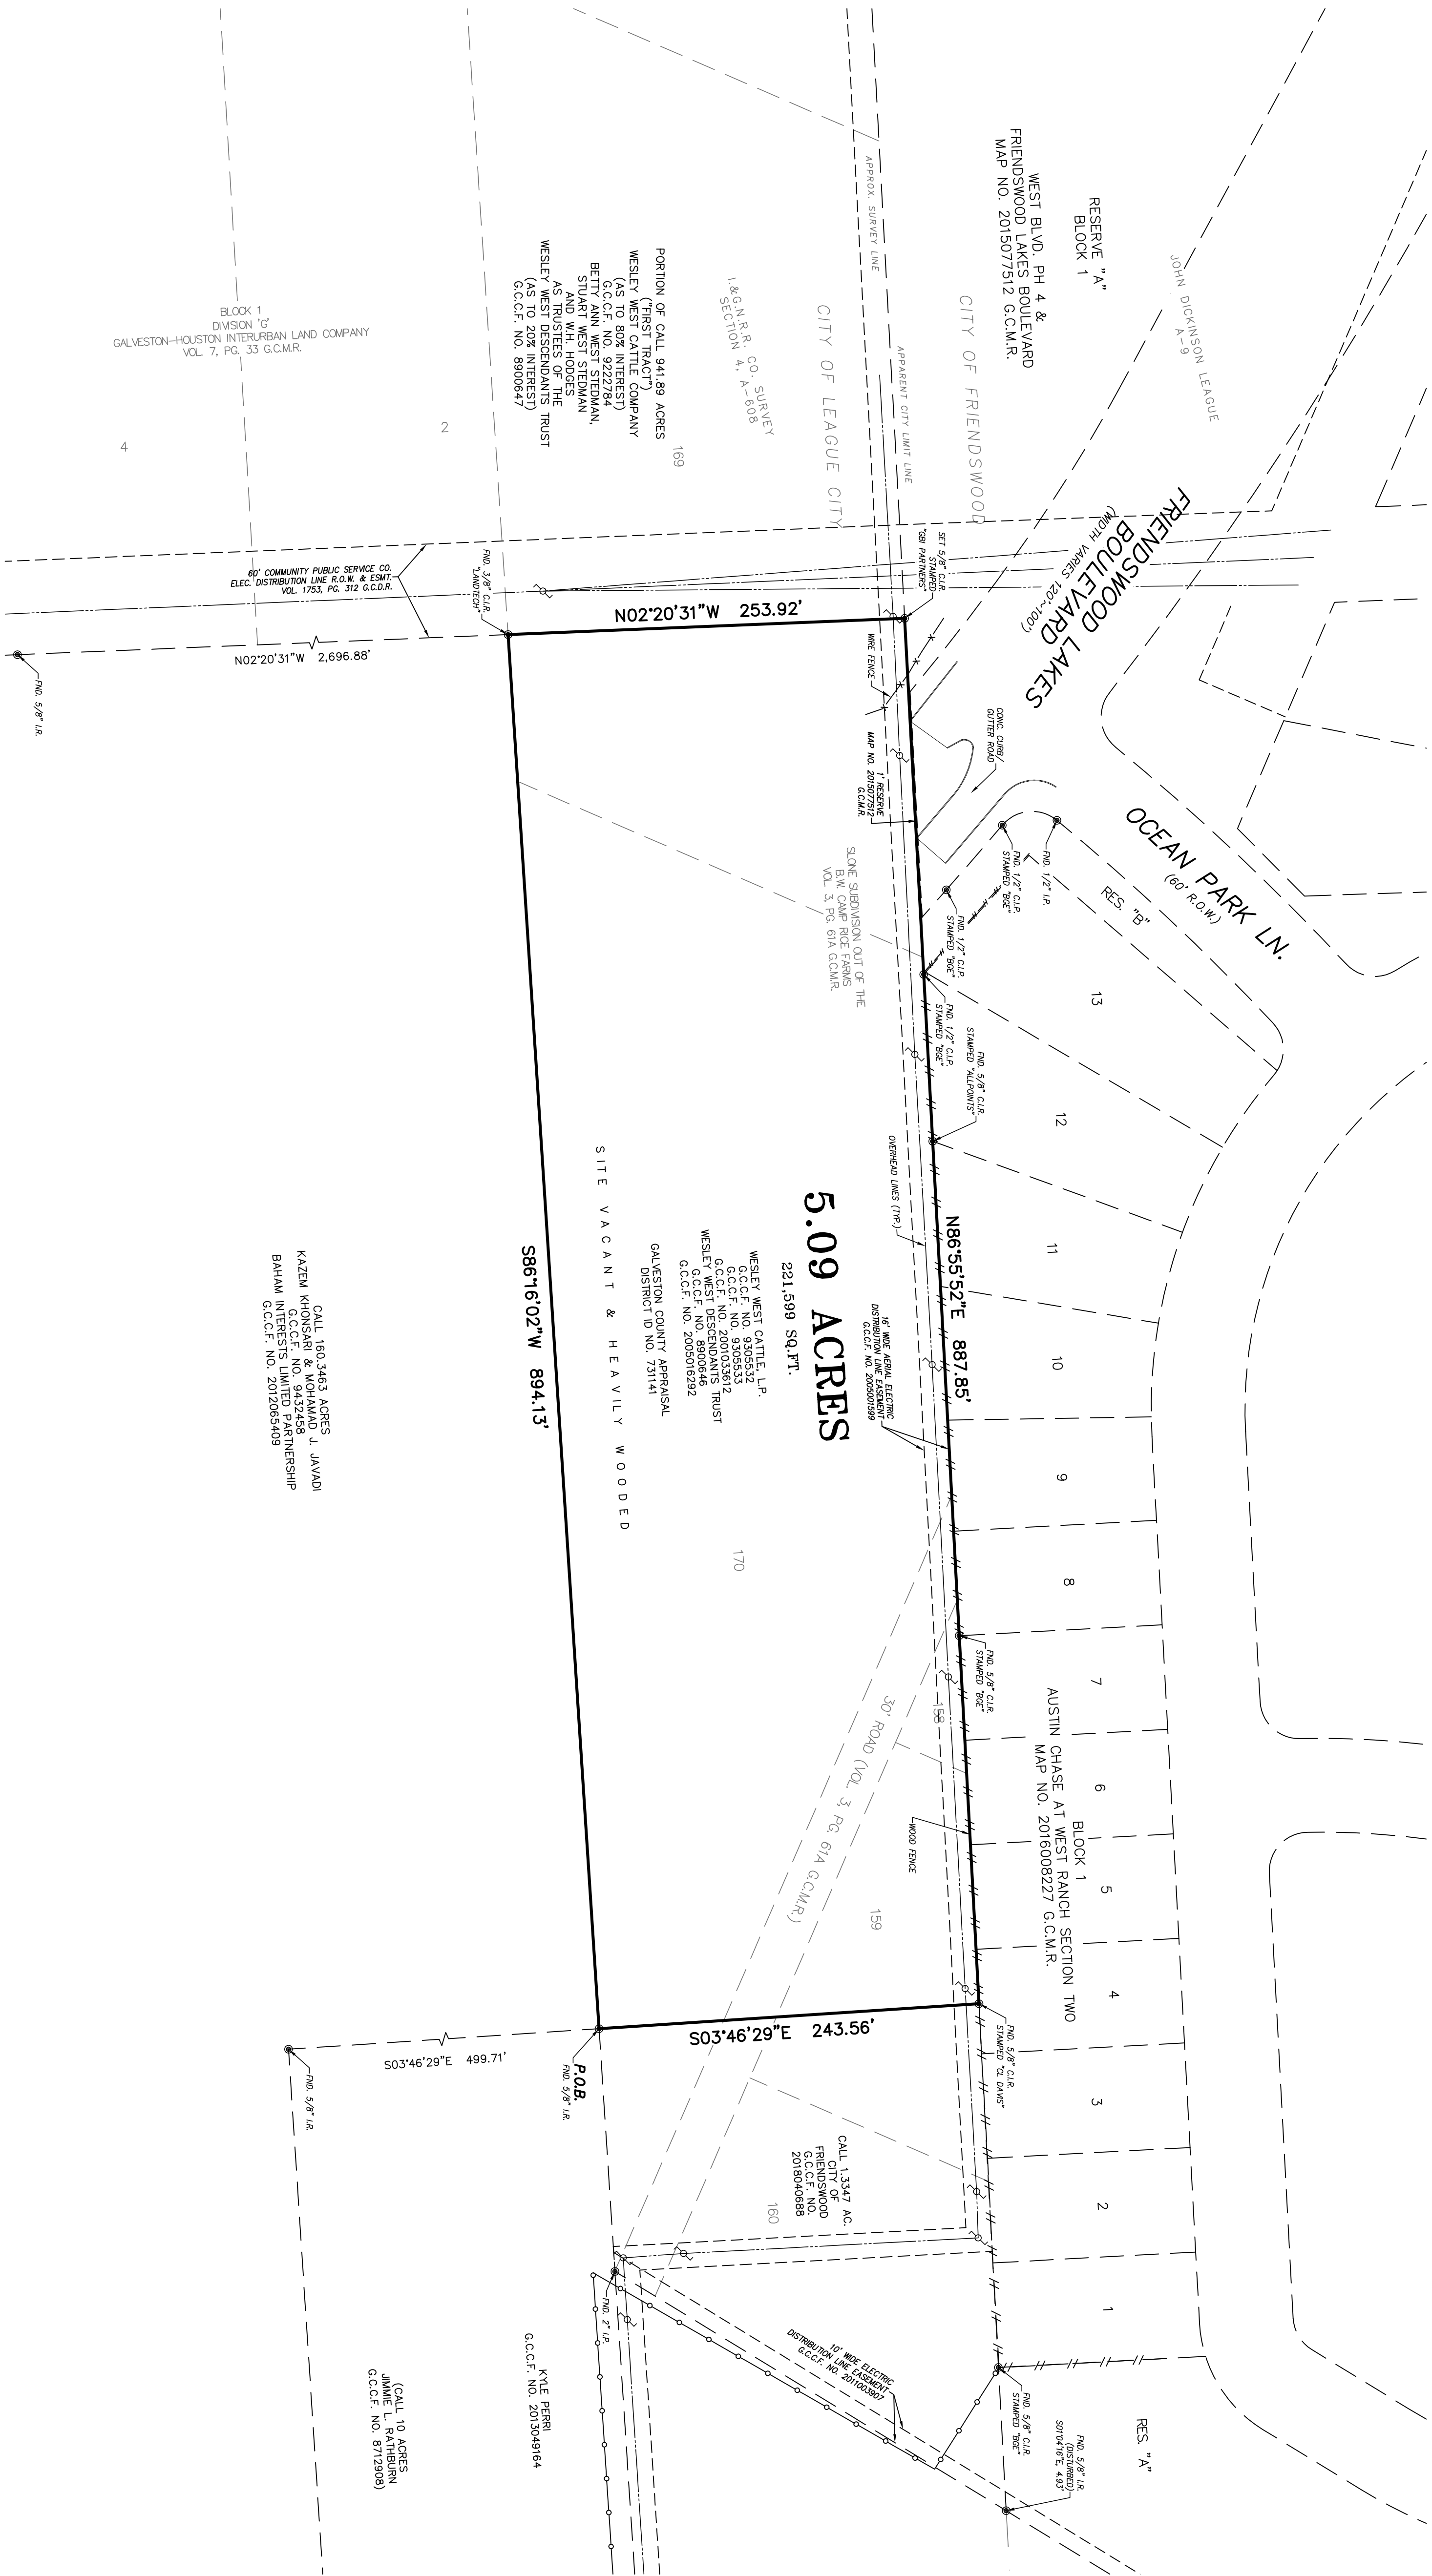 JOHN DICKINSON LEAGUE
A-9
RESERVE "A"
BLOCK 1
WEST BLVD. PH 4 &
FRIENDSWOOD LAKES BOULEVARD
MAP NO. 2015077512 G.C.M.R.
APPROX. SURVEY LINE
APPARENT CITY LIMIT LINE
CITY OF FRIENDSWOOD
CITY OF LEAGUE CITY
I.&G.N.R.R. CO. SURVEY
SECTION 4, A-608
169
PORTION OF CALL 941.89 ACRES
("FIRST TRACT")
WESLEY WEST CATTLE COMPANY
(AS TO 80% INTEREST)
G.C.C.F. NO. 9222784
BETTY ANN WEST STEDMAN,
STUART WEST STEDMAN
AND W.H. HODGES
AS TRUSTEES OF THE
WESLEY WEST DESCENDANTS TRUST
(AS TO 20% INTEREST)
G.C.C.F. NO. 8900647
BLOCK 1
DIVISION 'G'
GALVESTON-HOUSTON INTERURBAN LAND COMPANY
VOL. 7, PG. 33 G.C.M.R.
2
4
FRIENDSWOOD LAKES
BOULEVARD
(WIDTH VARIES 120~100')
SET 5/8" C.I.R.
STAMPED
"GBI PARTNERS"
60' COMMUNITY PUBLIC SERVICE CO.
ELEC. DISTRIBUTION LINE R.O.W. & ESMT.
VOL. 1753, PG. 312 G.C.D.R.
FND. 3/8" C.I.R.
"LANDTECH"
N02°20'31"W 253.92'
N02°20'31"W 2,696.88'
FND. 5/8" I.R.
WIRE FENCE
CONC. CURB/
GUTTER ROAD
1' RESERVE
MAP NO. 2015077512
G.C.M.R.
OCEAN PARK LN.
(60' R.O.W.)
RES. "B"
FND. 1/2" I.P.
FND. 1/2" C.I.P.
STAMPED "BGE"
FND. 1/2" C.I.P.
STAMPED "BGE"
FND. 1/2" C.I.P.
STAMPED "BGE"
FND. 5/8" C.I.R.
STAMPED "ALLPOINTS"
SLONE SUBDIVISION OUT OF THE
B.W. CAMP RICE FARMS
VOL. 3, PG. 61A G.C.M.R.
13
12
11
10
9
8
7
6
5
4
3
2
1
OVERHEAD LINES (TYP.)
N86°55'52"E 887.85'
16' WIDE AERIAL ELECTRIC
DISTRIBUTION LINE EASEMENT
G.C.C.F. NO. 2005001599
5.09 ACRES
221,599 SQ.FT.
WESLEY WEST CATTLE, L.P.
G.C.C.F. NO. 9305532
G.C.C.F. NO. 9305533
G.C.C.F. NO. 2001033612
WESLEY WEST DESCENDANTS TRUST
G.C.C.F. NO. 8900646
G.C.C.F. NO. 2005016292
GALVESTON COUNTY APPRAISAL
DISTRICT ID NO. 731141
SITE VACANT & HEAVILY WOODED
S86°16'02"W 894.13'
CALL 160.3463 ACRES
KAZEM KHONSARI & MOHAMAD J. JAVADI
G.C.C.F. NO. 9432458
BAHAM INTERESTS LIMITED PARTNERSHIP
G.C.C.F. NO. 2012065409
170
FND. 5/8" C.I.R.
STAMPED "BGE"
BLOCK 1
AUSTIN CHASE AT WEST RANCH SECTION TWO
MAP NO. 2016008227 G.C.M.R.
158
30' ROAD (VOL. 3, PG. 61A G.C.M.R.)
WOOD FENCE
159
FND. 5/8" C.I.R.
STAMPED "CL DAVIS"
S03°46'29"E 243.56'
P.O.B.
FND. 5/8" I.R.
S03°46'29"E 499.71'
FND. 5/8" I.R.
CALL 1.3347 AC.
CITY OF
FRIENDSWOOD
G.C.C.F. NO.
2018040688
160
FND. 2" I.P.
10' WIDE ELECTRIC
DISTRIBUTION LINE EASEMENT
G.C.C.F. NO. 2011003907
FND. 5/8" C.I.R.
STAMPED "BGE"
FND. 5/8" I.R.
(DISTURBED)
S01°04'16"E, 4.93'
RES. "A"
KYLE PERRI
G.C.C.F. NO. 2013049164
(CALL 10 ACRES
JIMMIE L. RATHBURN
G.C.C.F. NO. 8712908)